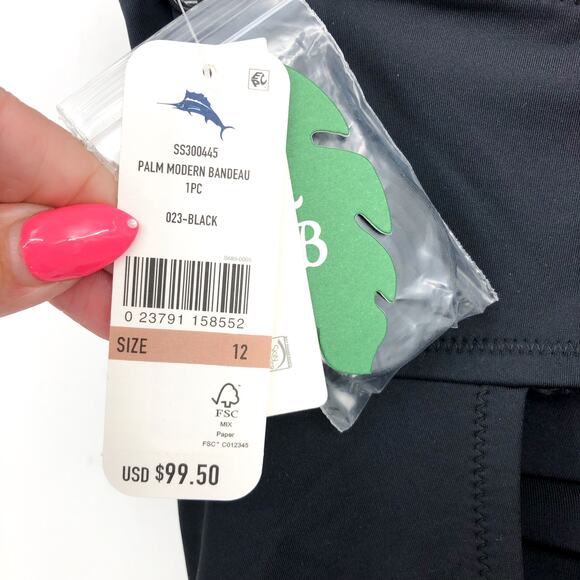 SS300445
PALM MODERN BANDEAU
1PC
023-BLACK
0 23791 158552
SIZE 12
FSC
MIX
Paper
FSC™ C012345
USD $99.50
B